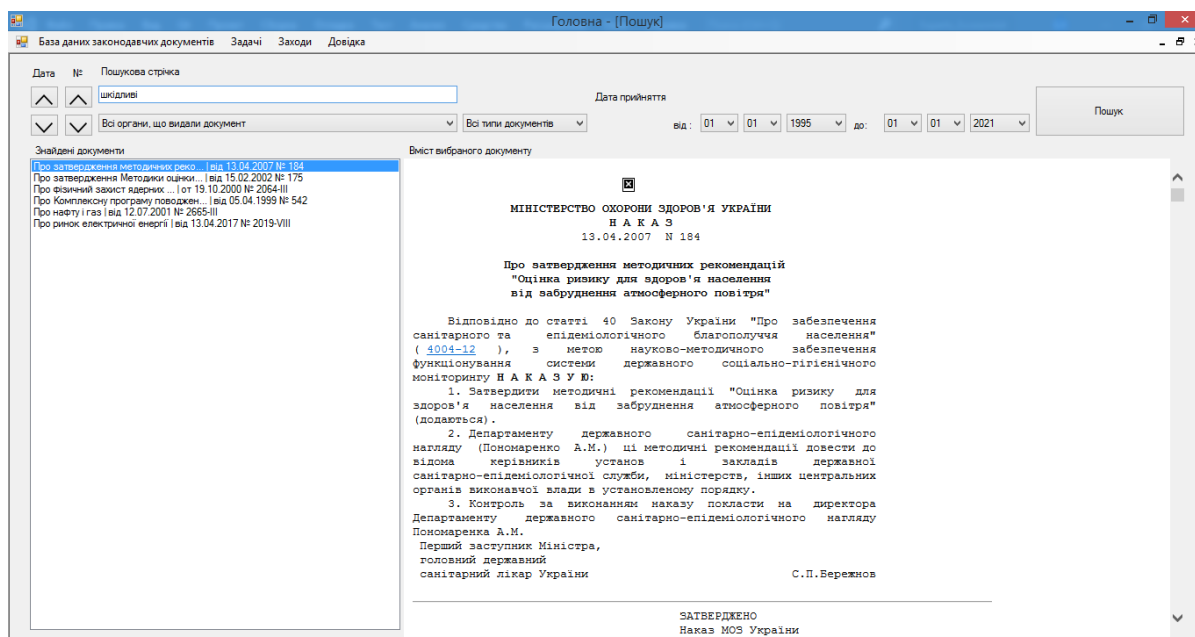 Головна - [Пошук]
База даних законодавчих документів Задачі Заходи Довідка
Дата № Пошукова стрічка
шкідливі
Дата прийняття
Всі органи, що видали документ Всі типи документів від : 01 01 1995 до: 01 01 2021 Пошук
Знайдені документи
Про затвердження Методичних реко... | від 13.04.2007 № 184
Про затвердження Методики оцінки... | від 15.02.2002 № 175
Про фізичний захист ядерних ... | от 19.10.2000 № 2064-III
Про Комплексну програму поводжен... | від 05.04.1999 № 542
Про нафту і газ | від 12.07.2001 № 2665-III
Про ринок електричної енергії | від 13.04.2017 № 2019-VIII
Вміст вибраного документу
МІНІСТЕРСТВО ОХОРОНИ ЗДОРОВ'Я УКРАЇНИ
Н А К А З
13.04.2007 N 184
Про затвердження методичних рекомендацій
"Оцінка ризику для здоров'я населення
від забруднення атмосферного повітря"
Відповідно до статті 40 Закону України "Про забезпечення
санітарного та епідеміологічного благополуччя населення"
( 4004-12 ), з метою науково-методичного забезпечення
функціонування системи державного соціально-гігієнічного
моніторингу Н А К А З У Ю:
1. Затвердити методичні рекомендації "Оцінка ризику для
здоров'я населення від забруднення атмосферного повітря"
(додаються).
2. Департаменту державного санітарно-епідеміологічного
нагляду (Пономаренко А.М.) ці методичні рекомендації довести до
відома керівників установ і закладів державної
санітарно-епідеміологічної служби, міністерств, інших центральних
органів виконавчої влади в установленому порядку.
3. Контроль за виконанням наказу покласти на директора
Департаменту державного санітарно-епідеміологічного нагляду
Пономаренка А.М.
Перший заступник Міністра,
головний державний
санітарний лікар України С.П.Бережнов
ЗАТВЕРДЖЕНО
Наказ МОЗ України